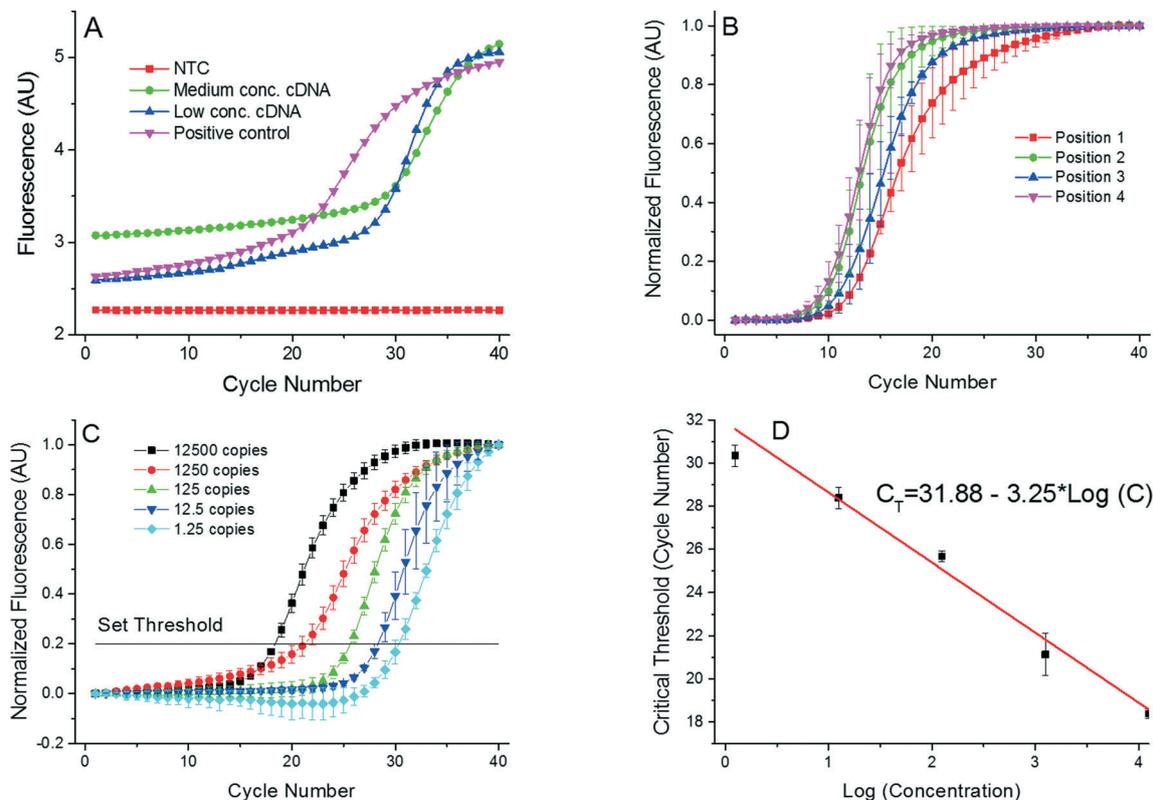 A
NTC
Medium conc. cDNA
Low conc. cDNA
Positive control
5
4
3
2
Fluorescence (AU)
0 10 20 30 40
Cycle Number
B
1.0
0.8
0.6
0.4
0.2
0.0
Normalized Fluorescence (AU)
Position 1
Position 2
Position 3
Position 4
0 10 20 30 40
Cycle Number
C
12500 copies
1250 copies
125 copies
12.5 copies
1.25 copies
Set Threshold
1.0
0.8
0.6
0.4
0.2
0.0
-0.2
Normalized Fluorescence (AU)
0 10 20 30 40
Cycle Number
D
C_T=31.88 - 3.25*Log (C)
32
30
28
26
24
22
20
18
Critical Threshold (Cycle Number)
0 1 2 3 4
Log (Concentration)